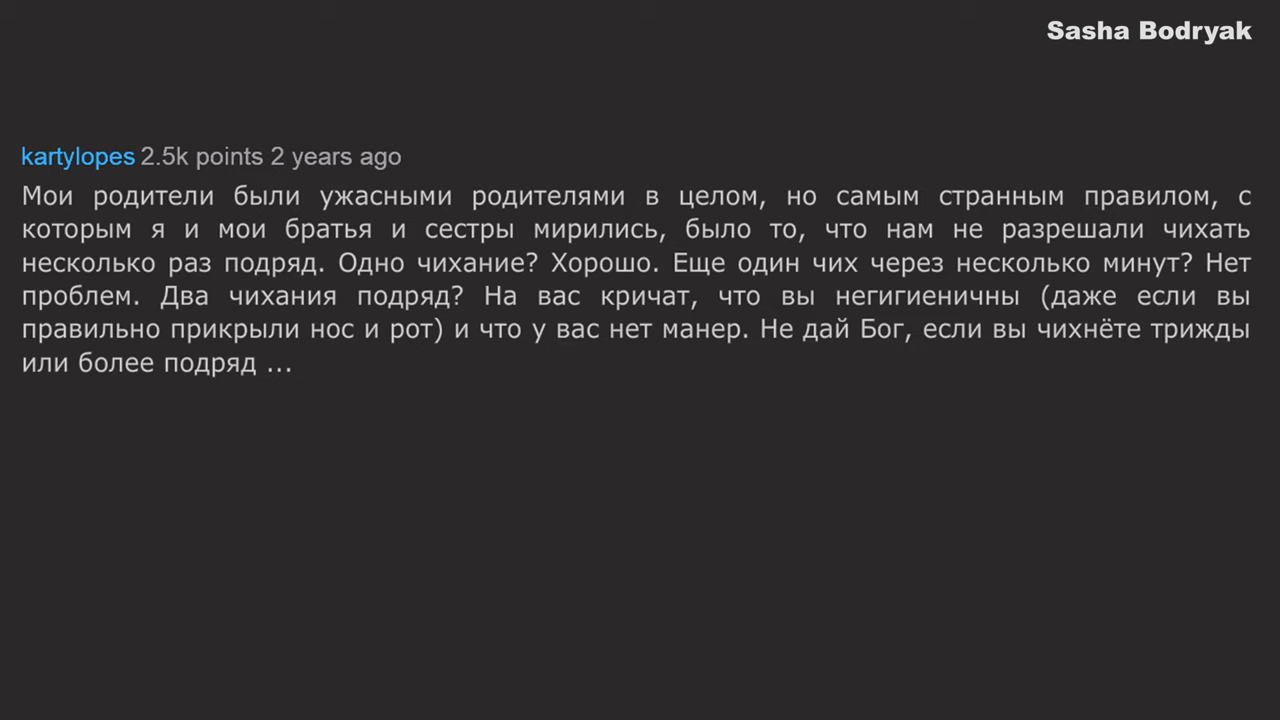 Sasha Bodryak
kartylopes 2.5k points 2 years ago
Мои родители были ужасными родителями в целом, но самым странным правилом, с
которым я и мои братья и сестры мирились, было то, что нам не разрешали чихать
несколько раз подряд. Одно чихание? Хорошо. Еще один чих через несколько минут? Нет
проблем. Два чихания подряд? На вас кричат, что вы негигиеничны (даже если вы
правильно прикрыли нос и рот) и что у вас нет манер. Не дай Бог, если вы чихнёте трижды
или более подряд ...